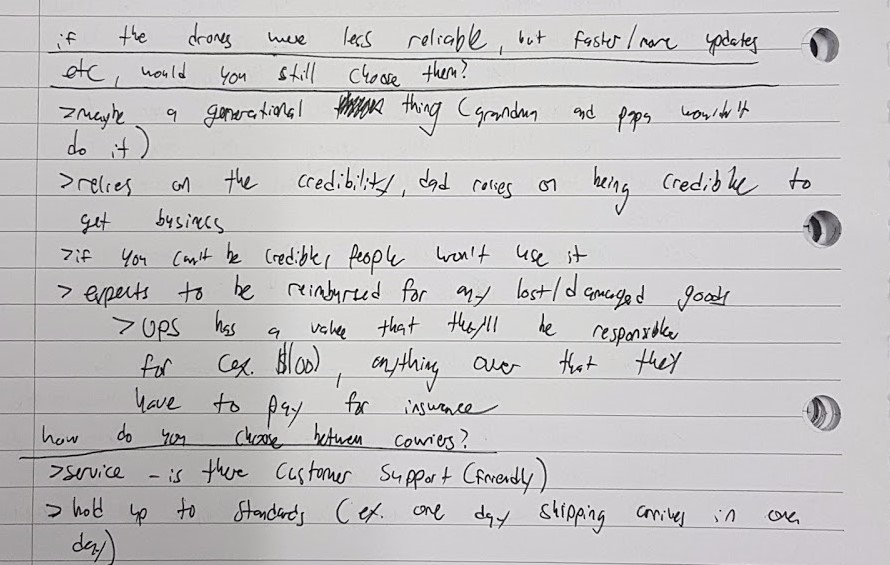 if the drones were less reliable, but faster/more updates
etc, would you still choose them?
>maybe a generational thing (grandma and papa wouldn't
do it)
>relies on the credibility, dad relies on being credible to
get business
>if you can't be credible, people won't use it
> expects to be reimbursed for any lost/damaged goods
> UPS has a value that they'll be responsible
for (ex. $100), anything over that they
have to pay for insurance
how do you choose between couriers?
>service - is there customer support (friendly)
> hold up to standards (ex. one day shipping arrives in one
day)